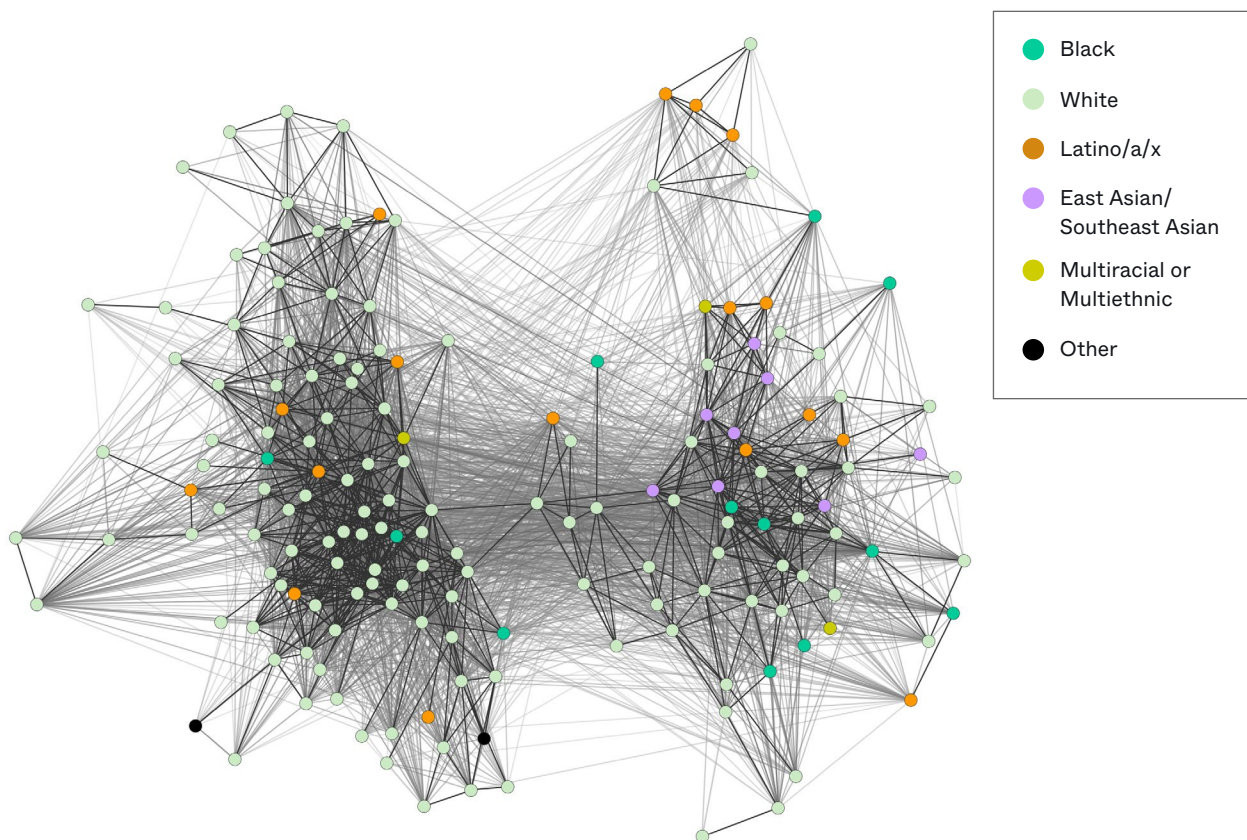 Black
White
Latino/a/x
East Asian/
Southeast Asian
Multiracial or
Multiethnic
Other